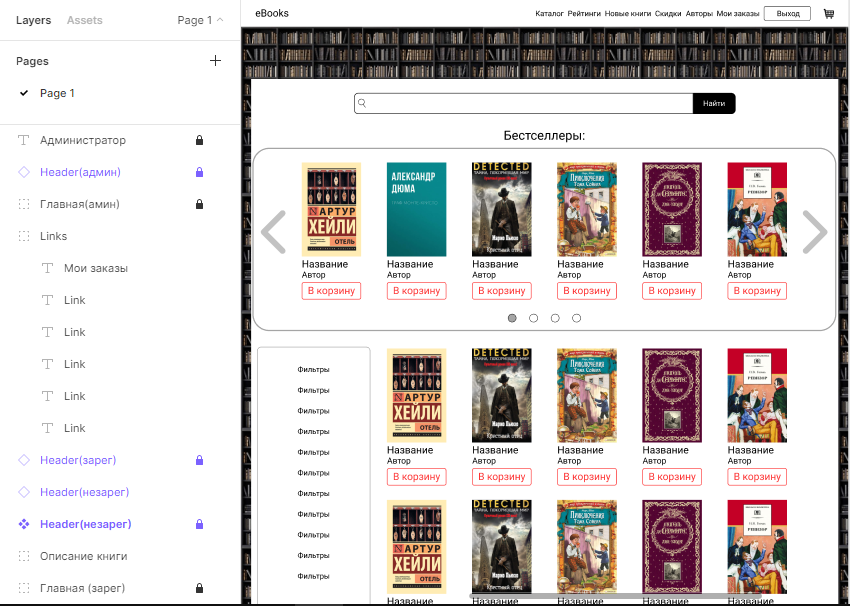 Layers Assets Page 1
Pages
Page 1
Администратор
Header(админ)
Главная(амин)
Links
Мои заказы
Link
Link
Link
Link
Link
Header(зарег)
Header(незарег)
Header(незарег)
Описание книги
Главная (зарег)
eBooks Каталог Рейтинги Новые книги Скидки Авторы Мои заказы Выход
Найти
Бестселлеры:
АРТУР
ХЕЙЛИ
ОТЕЛЬ
АЛЕКСАНДР
ДЮМА
DETECTED
ТАЙНА, ПОКОРИВШАЯ МИР
Марио Пьюзо
Крестный отец
Приключения
Тома Сойера
РЕВИЗОР
Название Название Название Название Название Название
Автор Автор Автор Автор Автор Автор
В корзину В корзину В корзину В корзину В корзину В корзину
Фильтры
Фильтры
Фильтры
Фильтры
Фильтры
Фильтры
Фильтры
Фильтры
Фильтры
Фильтры
Фильтры
АРТУР
ХЕЙЛИ
ОТЕЛЬ
DETECTED
ТАЙНА, ПОКОРИВШАЯ МИР
Марио Пьюзо
Крестный отец
Приключения
Тома Сойера
РЕВИЗОР
Название Название Название Название Название
Автор Автор Автор Автор Автор
В корзину В корзину В корзину В корзину В корзину
АРТУР
ХЕЙЛИ
ОТЕЛЬ
DETECTED
ТАЙНА, ПОКОРИВШАЯ МИР
Марио Пьюзо
Крестный отец
Приключения
Тома Сойера
РЕВИЗОР
Название Название Название Название Название